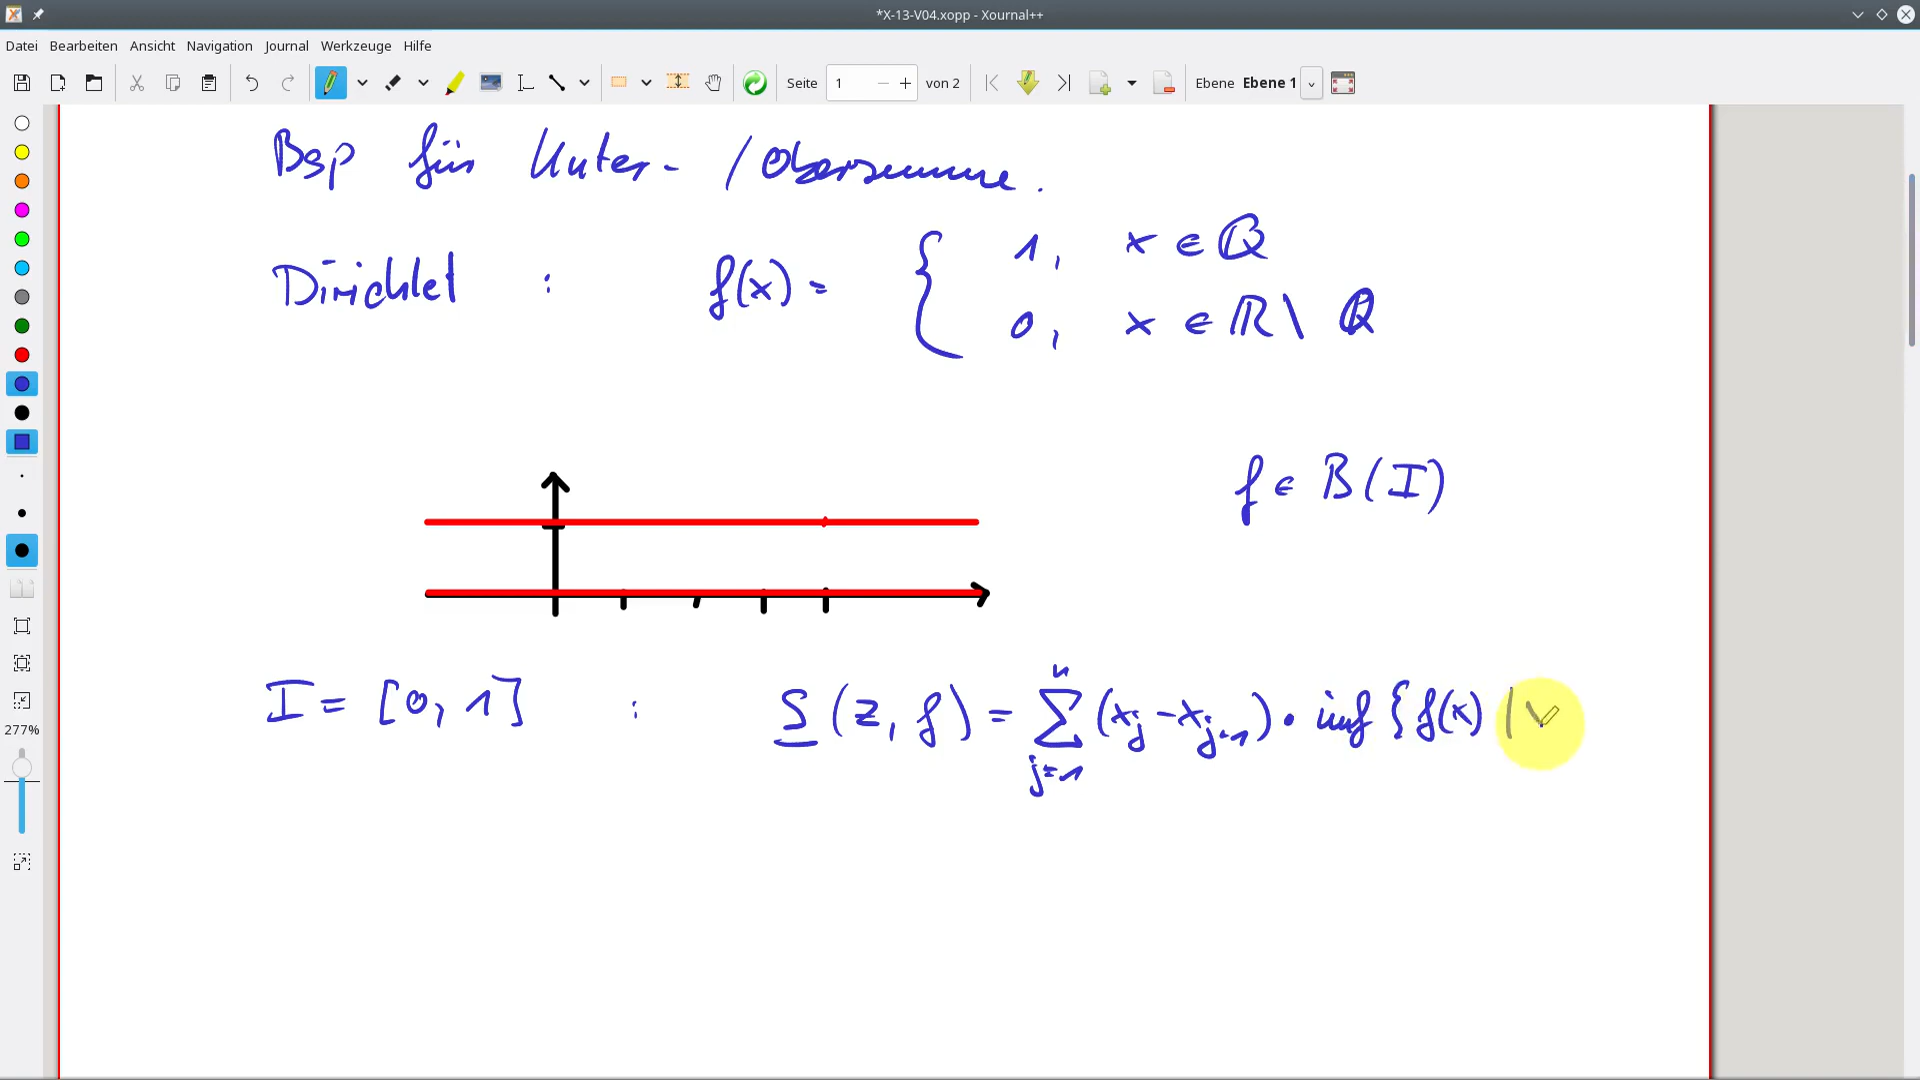 *X-13-V04.xopp - Xournal++
Datei Bearbeiten Ansicht Navigation Journal Werkzeuge Hilfe
Seite 1 von 2 Ebene Ebene 1
277%
Bsp für Unter- / Obersumme.
Dirichlet : f(x) = { 1, x ∈ ℚ
0, x ∈ ℝ \ ℚ
f ∈ B(I)
I = [0, 1] : S(Z, f) = ∑ⁿⱼ₌₁ (xⱼ - xⱼ₋₁) · inf {f(x) |